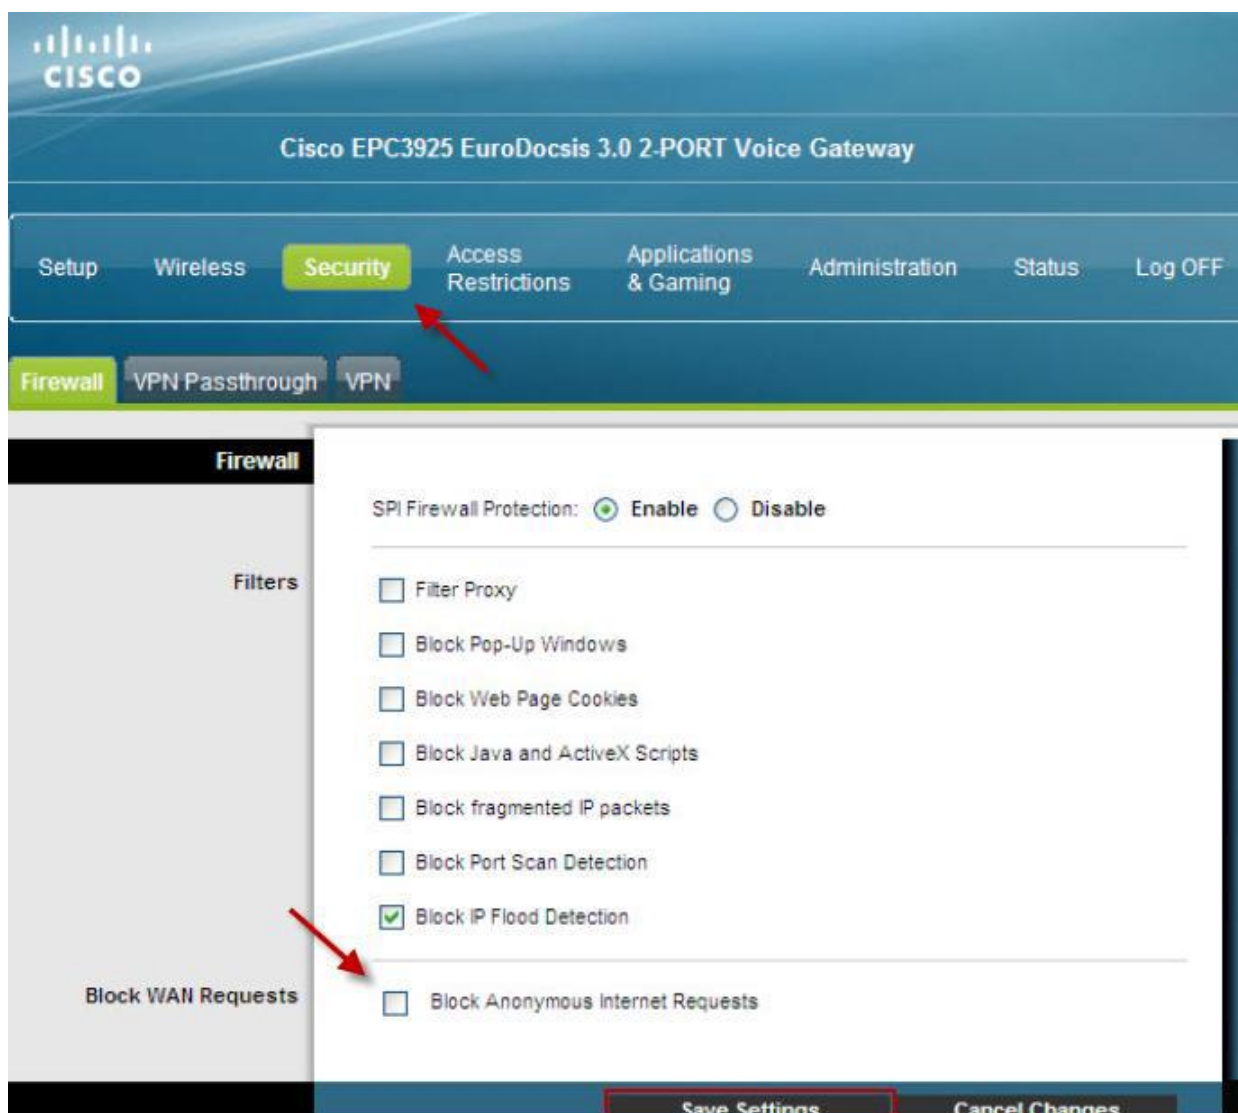 CISCO
Cisco EPC3925 EuroDocsis 3.0 2-PORT Voice Gateway
Setup Wireless Security Access Restrictions Applications & Gaming Administration Status Log OFF
Firewall VPN Passthrough VPN
Firewall
SPI Firewall Protection: Enable Disable
Filters
Filter Proxy
Block Pop-Up Windows
Block Web Page Cookies
Block Java and ActiveX Scripts
Block fragmented IP packets
Block Port Scan Detection
Block IP Flood Detection
Block WAN Requests
Block Anonymous Internet Requests
Save Settings Cancel Changes